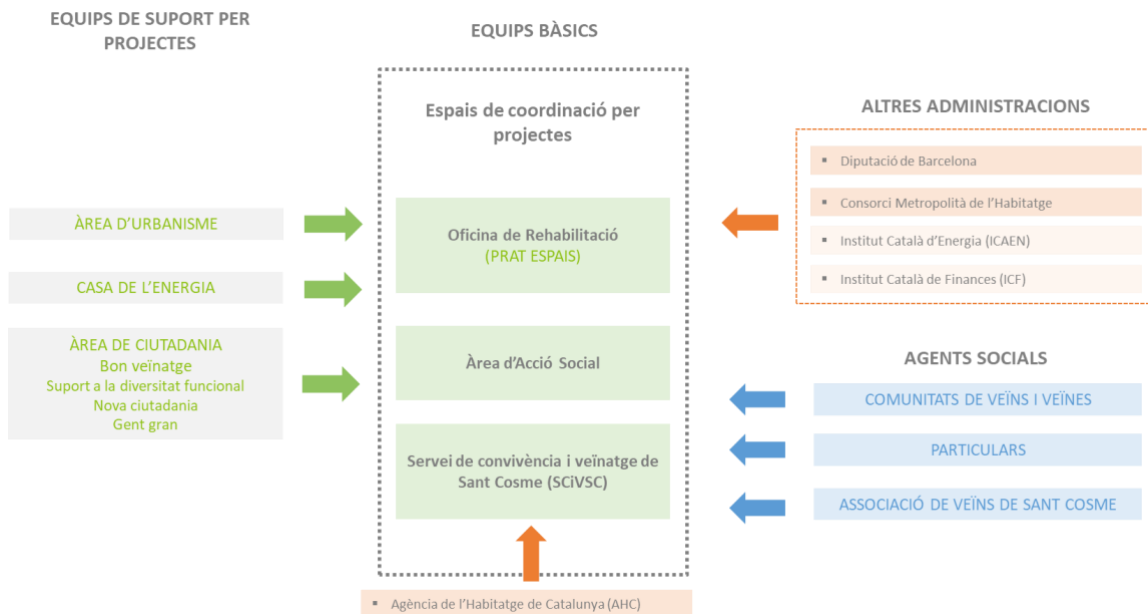 EQUIPS DE SUPORT PER
PROJECTES
ÀREA D'URBANISME
CASA DE L'ENERGIA
ÀREA DE CIUTADANIA
Bon veïnatge
Suport a la diversitat funcional
Nova ciutadania
Gent gran
EQUIPS BÀSICS
Espais de coordinació per
projectes
Oficina de Rehabilitació
(PRAT ESPAIS)
Àrea d'Acció Social
Servei de convivència i veïnatge de
Sant Cosme (SCiVSC)
▪ Agència de l'Habitatge de Catalunya (AHC)
ALTRES ADMINISTRACIONS
▪ Diputació de Barcelona
▪ Consorci Metropolità de l'Habitatge
▪ Institut Català d'Energia (ICAEN)
▪ Institut Català de Finances (ICF)
AGENTS SOCIALS
COMUNITATS DE VEÏNS I VEÏNES
PARTICULARS
ASSOCIACIÓ DE VEÏNS DE SANT COSME